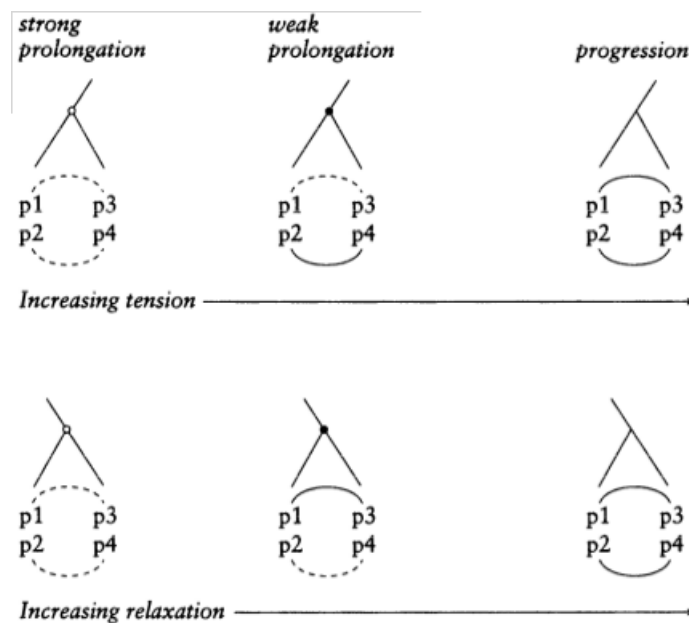 strong weak
prolongation prolongation progression
p1 p3 p1 p3 p1 p3
p2 p4 p2 p4 p2 p4
Increasing tension
p1 p3 p1 p3 p1 p3
p2 p4 p2 p4 p2 p4
Increasing relaxation